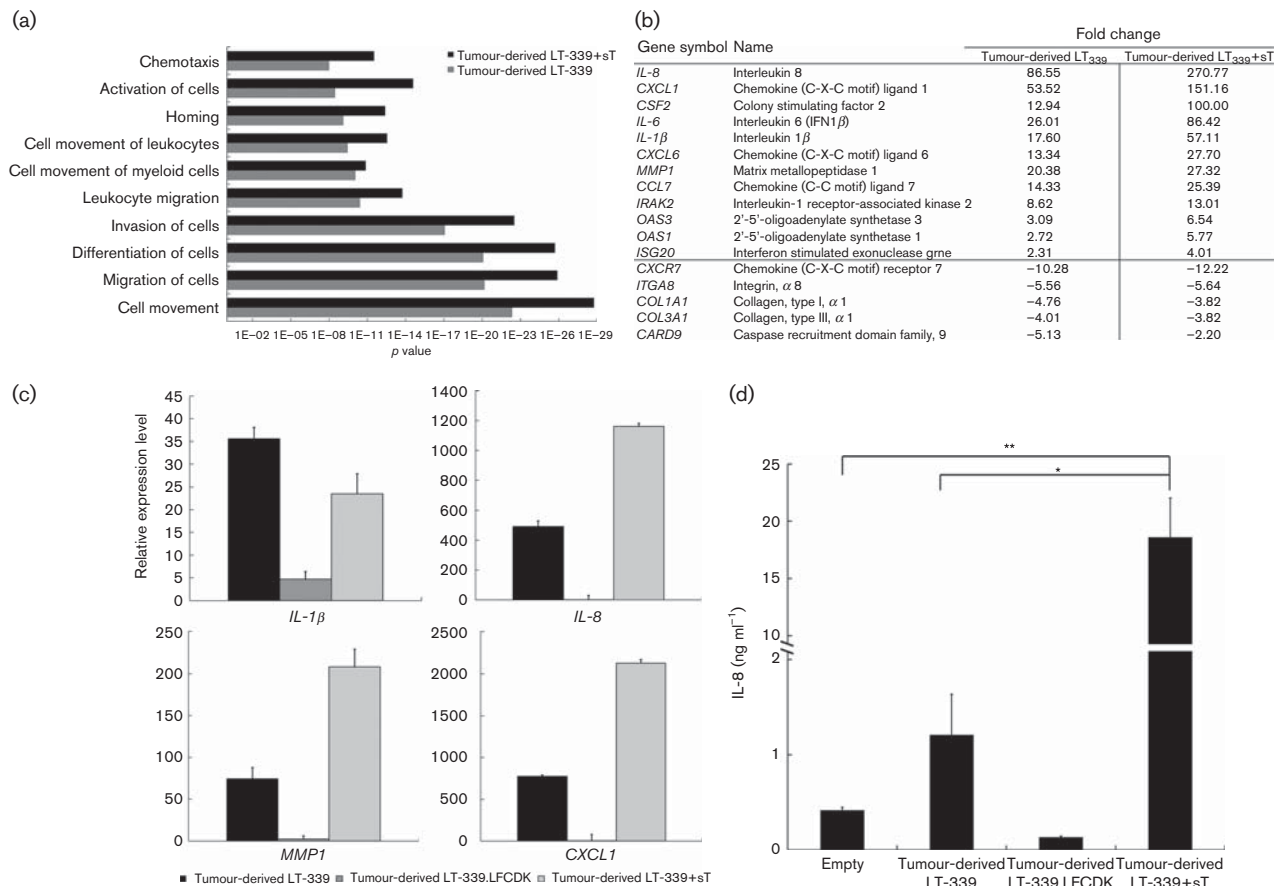 (a)
Tumour-derived LT-339+sT
Tumour-derived LT-339
Chemotaxis
Activation of cells
Homing
Cell movement of leukocytes
Cell movement of myeloid cells
Leukocyte migration
Invasion of cells
Differentiation of cells
Migration of cells
Cell movement
1E−02 1E−05 1E−08 1E−11 1E−14 1E−17 1E−20 1E−23 1E−26 1E−29
p value
(b)
Fold change
Gene symbol Name Tumour-derived LT339 Tumour-derived LT339+sT
IL-8 Interleukin 8 86.55 270.77
CXCL1 Chemokine (C-X-C motif) ligand 1 53.52 151.16
CSF2 Colony stimulating factor 2 12.94 100.00
IL-6 Interleukin 6 (IFN1β) 26.01 86.42
IL-1β Interleukin 1β 17.60 57.11
CXCL6 Chemokine (C-X-C motif) ligand 6 13.34 27.70
MMP1 Matrix metallopeptidase 1 20.38 27.32
CCL7 Chemokine (C-C motif) ligand 7 14.33 25.39
IRAK2 Interleukin-1 receptor-associated kinase 2 8.62 13.01
OAS3 2'-5'-oligoadenylate synthetase 3 3.09 6.54
OAS1 2'-5'-oligoadenylate synthetase 1 2.72 5.77
ISG20 Interferon stimulated exonuclease grne 2.31 4.01
CXCR7 Chemokine (C-X-C motif) receptor 7 −10.28 −12.22
ITGA8 Integrin, α 8 −5.56 −5.64
COL1A1 Collagen, type I, α 1 −4.76 −3.82
COL3A1 Collagen, type III, α 1 −4.01 −3.82
CARD9 Caspase recruitment domain family, 9 −5.13 −2.20
(c)
Relative expression level
45
40
35
30
25
20
15
10
5
0
IL-1β
1400
1200
1000
800
600
400
200
0
IL-8
250
200
150
100
50
0
MMP1
2500
2000
1500
1000
500
0
CXCL1
Tumour-derived LT-339 Tumour-derived LT-339.LFCDK Tumour-derived LT-339+sT
(d)
IL-8 (ng ml−1)
25
20
15
10
2
1
0
**
*
Empty
Tumour-derived LT-339
Tumour-derived LT-339.LFCDK
Tumour-derived LT-339+sT